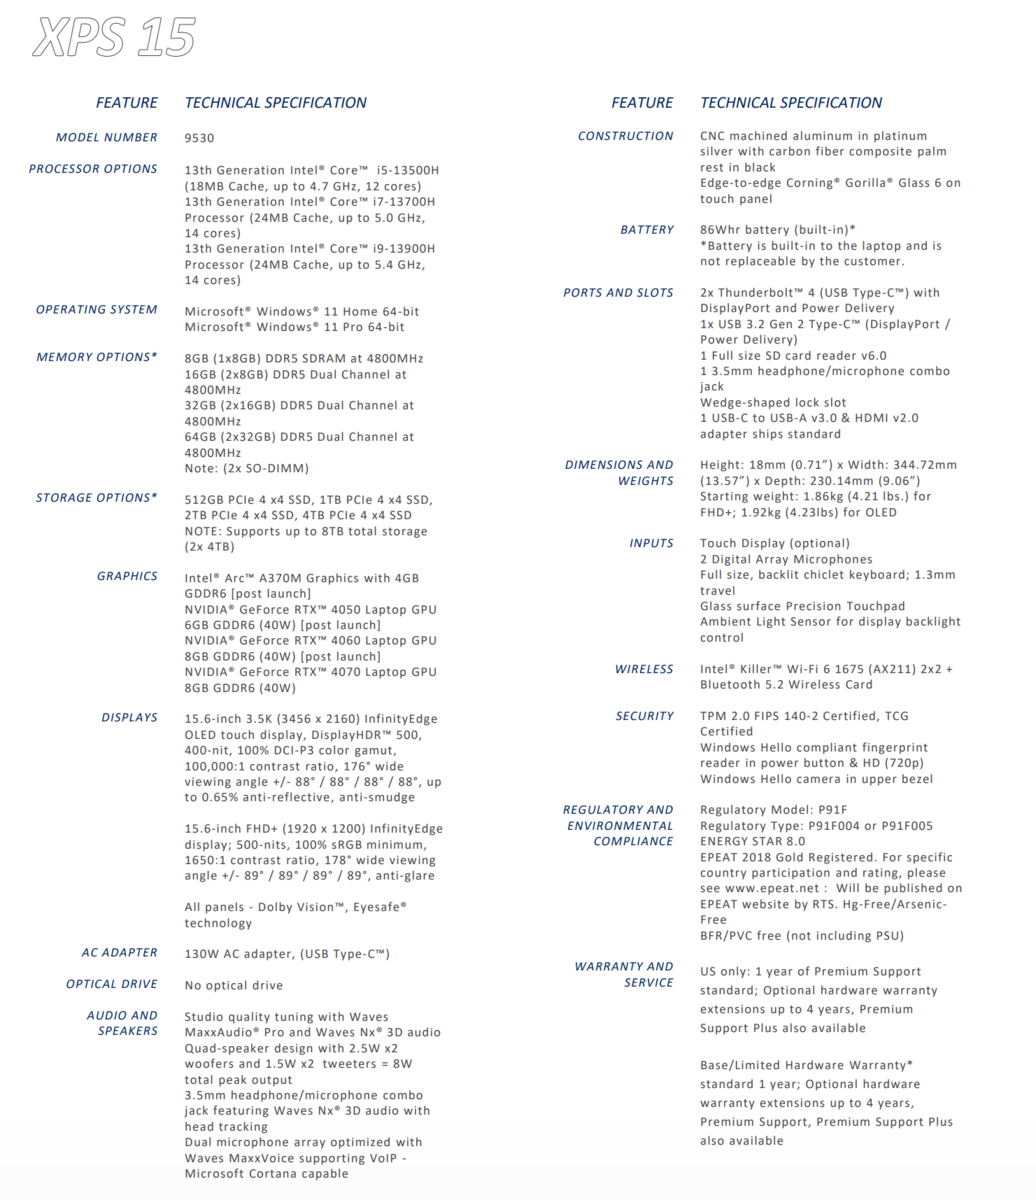 XPS 15
FEATURE
TECHNICAL SPECIFICATION
MODEL NUMBER
9530
PROCESSOR OPTIONS
13th Generation Intel® Core™ i5-13500H
(18MB Cache, up to 4.7 GHz, 12 cores)
13th Generation Intel® Core™ i7-13700H
Processor (24MB Cache, up to 5.0 GHz,
14 cores)
13th Generation Intel® Core™ i9-13900H
Processor (24MB Cache, up to 5.4 GHz,
14 cores)
OPERATING SYSTEM
Microsoft® Windows® 11 Home 64-bit
Microsoft® Windows® 11 Pro 64-bit
MEMORY OPTIONS*
8GB (1x8GB) DDR5 SDRAM at 4800MHz
16GB (2x8GB) DDR5 Dual Channel at
4800MHz
32GB (2x16GB) DDR5 Dual Channel at
4800MHz
64GB (2x32GB) DDR5 Dual Channel at
4800MHz
Note: (2x SO-DIMM)
STORAGE OPTIONS*
512GB PCIe 4 x4 SSD, 1TB PCIe 4 x4 SSD,
2TB PCIe 4 x4 SSD, 4TB PCIe 4 x4 SSD
NOTE: Supports up to 8TB total storage
(2x 4TB)
GRAPHICS
Intel® Arc™ A370M Graphics with 4GB
GDDR6 [post launch]
NVIDIA® GeForce RTX™ 4050 Laptop GPU
6GB GDDR6 (40W) [post launch]
NVIDIA® GeForce RTX™ 4060 Laptop GPU
8GB GDDR6 (40W) [post launch]
NVIDIA® GeForce RTX™ 4070 Laptop GPU
8GB GDDR6 (40W)
DISPLAYS
15.6-inch 3.5K (3456 x 2160) InfinityEdge
OLED touch display, DisplayHDR™ 500,
400-nit, 100% DCI-P3 color gamut,
100,000:1 contrast ratio, 176° wide
viewing angle +/- 88° / 88° / 88° / 88°, up
to 0.65% anti-reflective, anti-smudge
15.6-inch FHD+ (1920 x 1200) InfinityEdge
display; 500-nits, 100% sRGB minimum,
1650:1 contrast ratio, 178° wide viewing
angle +/- 89° / 89° / 89° / 89°, anti-glare
All panels - Dolby Vision™, Eyesafe®
technology
AC ADAPTER
130W AC adapter, (USB Type-C™)
OPTICAL DRIVE
No optical drive
AUDIO AND
SPEAKERS
Studio quality tuning with Waves
MaxxAudio® Pro and Waves Nx® 3D audio
Quad-speaker design with 2.5W x2
woofers and 1.5W x2 tweeters = 8W
total peak output
3.5mm headphone/microphone combo
jack featuring Waves Nx® 3D audio with
head tracking
Dual microphone array optimized with
Waves MaxxVoice supporting VoIP -
Microsoft Cortana capable
FEATURE
TECHNICAL SPECIFICATION
CONSTRUCTION
CNC machined aluminum in platinum
silver with carbon fiber composite palm
rest in black
Edge-to-edge Corning® Gorilla® Glass 6 on
touch panel
BATTERY
86Whr battery (built-in)*
*Battery is built-in to the laptop and is
not replaceable by the customer.
PORTS AND SLOTS
2x Thunderbolt™ 4 (USB Type-C™) with
DisplayPort and Power Delivery
1x USB 3.2 Gen 2 Type-C™ (DisplayPort /
Power Delivery)
1 Full size SD card reader v6.0
1 3.5mm headphone/microphone combo
jack
Wedge-shaped lock slot
1 USB-C to USB-A v3.0 & HDMI v2.0
adapter ships standard
DIMENSIONS AND
WEIGHTS
Height: 18mm (0.71”) x Width: 344.72mm
(13.57”) x Depth: 230.14mm (9.06”)
Starting weight: 1.86kg (4.21 lbs.) for
FHD+; 1.92kg (4.23lbs) for OLED
INPUTS
Touch Display (optional)
2 Digital Array Microphones
Full size, backlit chiclet keyboard; 1.3mm
travel
Glass surface Precision Touchpad
Ambient Light Sensor for display backlight
control
WIRELESS
Intel® Killer™ Wi-Fi 6 1675 (AX211) 2x2 +
Bluetooth 5.2 Wireless Card
SECURITY
TPM 2.0 FIPS 140-2 Certified, TCG
Certified
Windows Hello compliant fingerprint
reader in power button & HD (720p)
Windows Hello camera in upper bezel
REGULATORY AND
ENVIRONMENTAL
COMPLIANCE
Regulatory Model: P91F
Regulatory Type: P91F004 or P91F005
ENERGY STAR 8.0
EPEAT 2018 Gold Registered. For specific
country participation and rating, please
see www.epeat.net : Will be published on
EPEAT website by RTS. Hg-Free/Arsenic-
Free
BFR/PVC free (not including PSU)
WARRANTY AND
SERVICE
US only: 1 year of Premium Support
standard; Optional hardware warranty
extensions up to 4 years, Premium
Support Plus also available
Base/Limited Hardware Warranty*
standard 1 year; Optional hardware
warranty extensions up to 4 years,
Premium Support, Premium Support Plus
also available